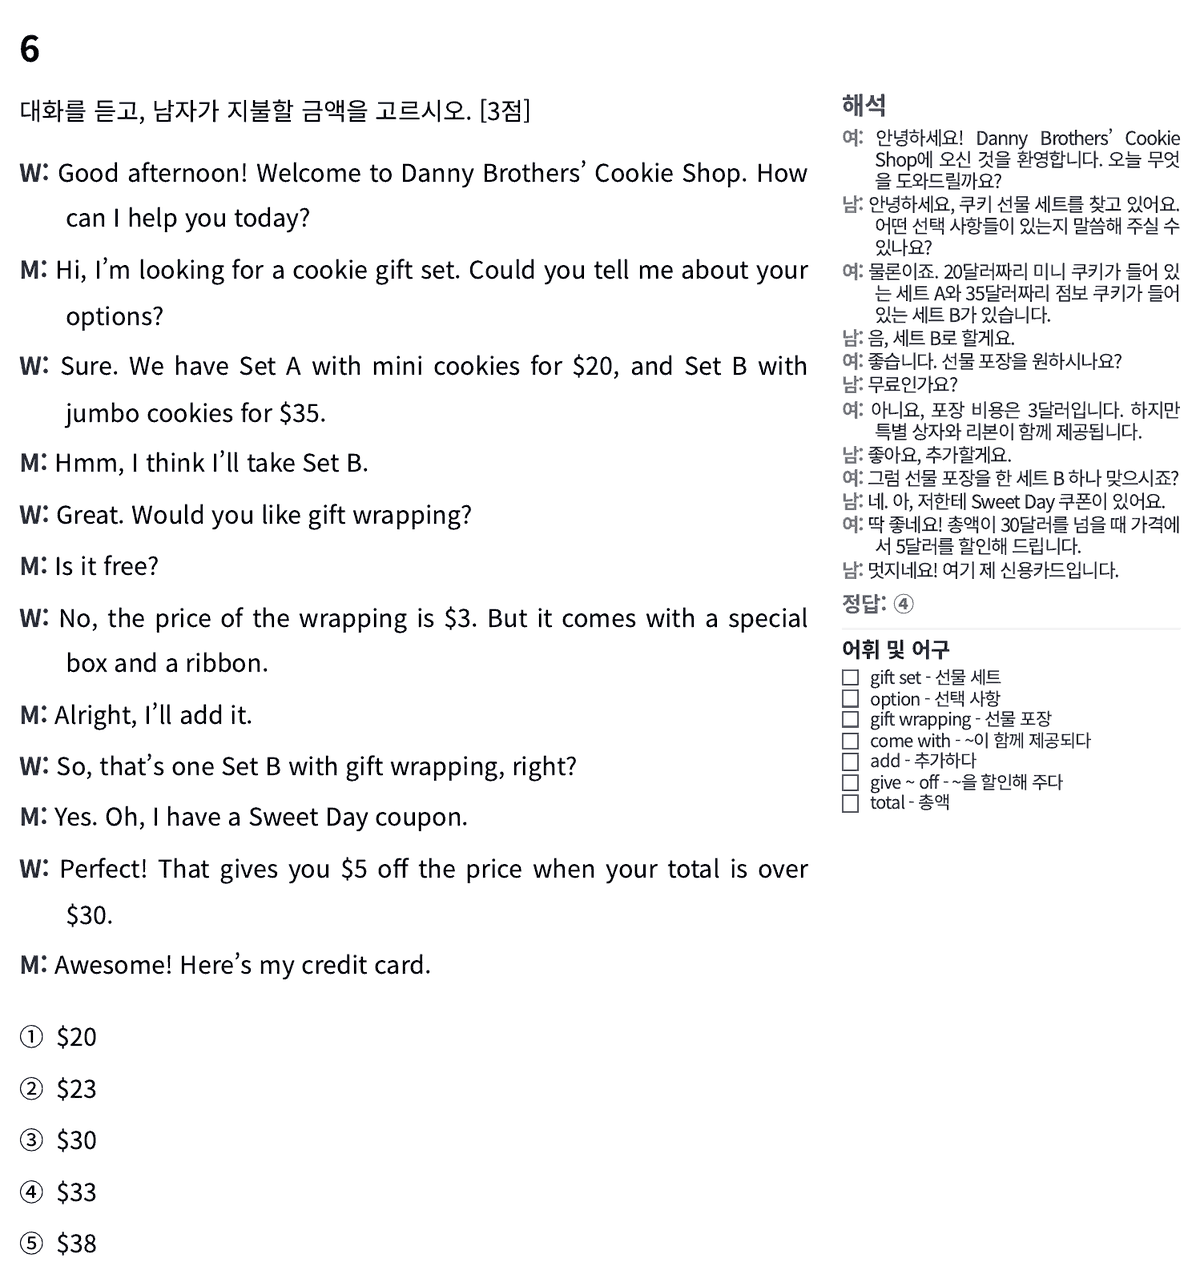 6
대화를 듣고, 남자가 지불할 금액을 고르시오. [3점]
W: Good afternoon! Welcome to Danny Brothers’ Cookie Shop. How
can I help you today?
M: Hi, I’m looking for a cookie gift set. Could you tell me about your
options?
W: Sure. We have Set A with mini cookies for $20, and Set B with
jumbo cookies for $35.
M: Hmm, I think I’ll take Set B.
W: Great. Would you like gift wrapping?
M: Is it free?
W: No, the price of the wrapping is $3. But it comes with a special
box and a ribbon.
M: Alright, I’ll add it.
W: So, that’s one Set B with gift wrapping, right?
M: Yes. Oh, I have a Sweet Day coupon.
W: Perfect! That gives you $5 off the price when your total is over
$30.
M: Awesome! Here’s my credit card.
① $20
② $23
③ $30
④ $33
⑤ $38
해석
여: 안녕하세요! Danny Brothers’ Cookie
Shop에 오신 것을 환영합니다. 오늘 무엇
을 도와드릴까요?
남: 안녕하세요, 쿠키 선물 세트를 찾고 있어요.
어떤 선택 사항들이 있는지 말씀해 주실 수
있나요?
여: 물론이죠. 20달러짜리 미니 쿠키가 들어 있
는 세트 A와 35달러짜리 점보 쿠키가 들어
있는 세트 B가 있습니다.
남: 음, 세트 B로 할게요.
여: 좋습니다. 선물 포장을 원하시나요?
남: 무료인가요?
여: 아니요, 포장 비용은 3달러입니다. 하지만
특별 상자와 리본이 함께 제공됩니다.
남: 좋아요, 추가할게요.
여: 그럼 선물 포장을 한 세트 B 하나 맞으시죠?
남: 네. 아, 저한테 Sweet Day 쿠폰이 있어요.
여: 딱 좋네요! 총액이 30달러를 넘을 때 가격에
서 5달러를 할인해 드립니다.
남: 멋지네요! 여기 제 신용카드입니다.
정답: ④
어휘 및 어구
□ gift set - 선물 세트
□ option - 선택 사항
□ gift wrapping - 선물 포장
□ come with - ~이 함께 제공되다
□ add - 추가하다
□ give ~ off - ~을 할인해 주다
□ total - 총액